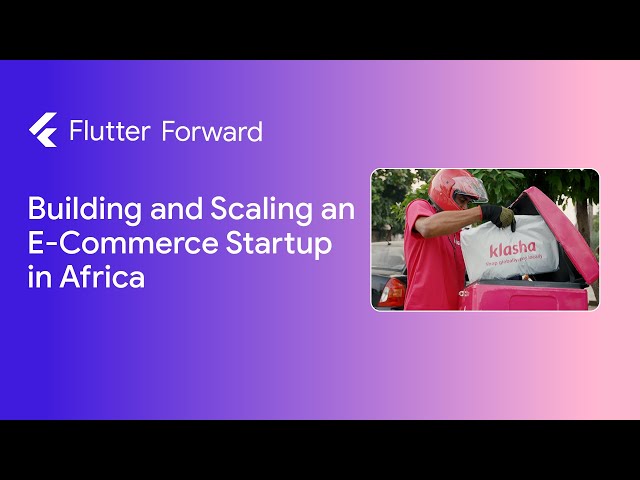 Flutter Forward
Building and Scaling an
E-Commerce Startup
in Africa
klasha